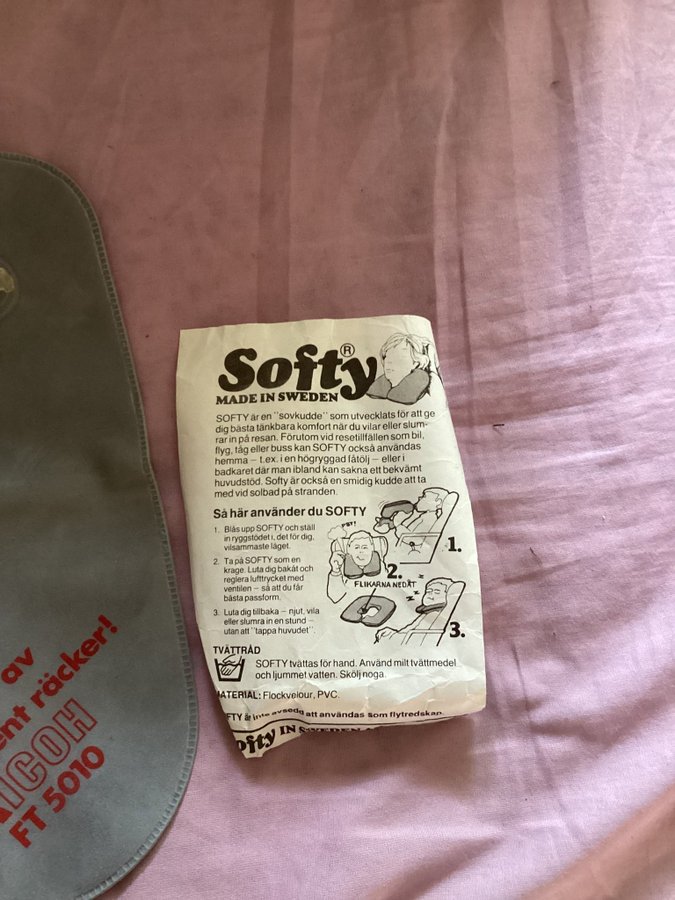 Softy®
MADE IN SWEDEN
SOFTY är en "sovkudde" som utvecklats för att ge
dig bästa tänkbara komfort när du vilar eller slum-
rar in på resan. Förutom vid resetillfällen som bil,
flyg, tåg eller buss kan SOFTY också användas
hemma – t.ex. i en högryggad fåtölj – eller i
badkaret där man ibland kan sakna ett bekvämt
huvudstöd. Softy är också en smidig kudde att ta
med vid solbad på stranden.
Så här använder du SOFTY
1. Blås upp SOFTY och ställ
in ryggstödet i, det för dig,
vilsammaste läget.
2. Ta på SOFTY som en
krage. Luta dig bakåt och
reglera lufttrycket med
ventilen – så att du får
bästa passform.
3. Luta dig tillbaka – njut, vila
eller slumra in en stund –
utan att "tappa huvudet".
1.
PST!
2.
FLIKARNA NEDÅT
Z Z Z
3.
TVÄTTRÅD
SOFTY tvättas för hand. Använd milt tvättmedel
och ljummet vatten. Skölj noga.
MATERIAL: Flockvelour, PVC.
FTY är inte avsedd att användas som flytredskap.
ofty IN SWEDEN
av
ent räcker!
RICOH
FT 5010